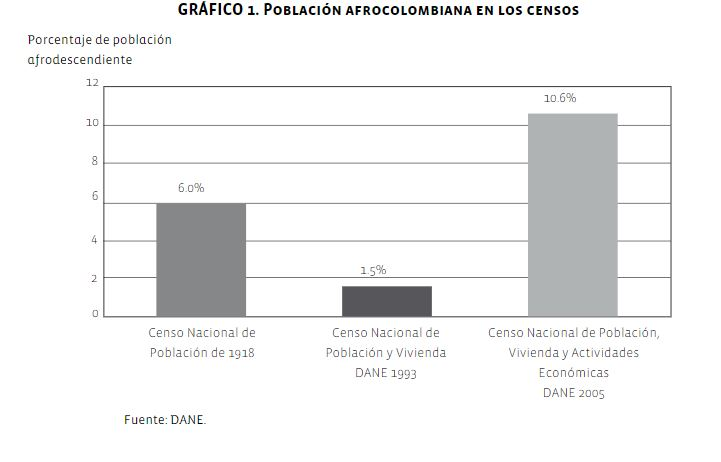 GRÁFICO 1. POBLACIÓN AFROCOLOMBIANA EN LOS CENSOS
Porcentaje de población
afrodescendiente
12
10
8
6
4
2
0
6.0%
1.5%
10.6%
Censo Nacional de
Población de 1918
Censo Nacional de
Población y Vivienda
DANE 1993
Censo Nacional de Población,
Vivienda y Actividades
Económicas
DANE 2005
Fuente: DANE.